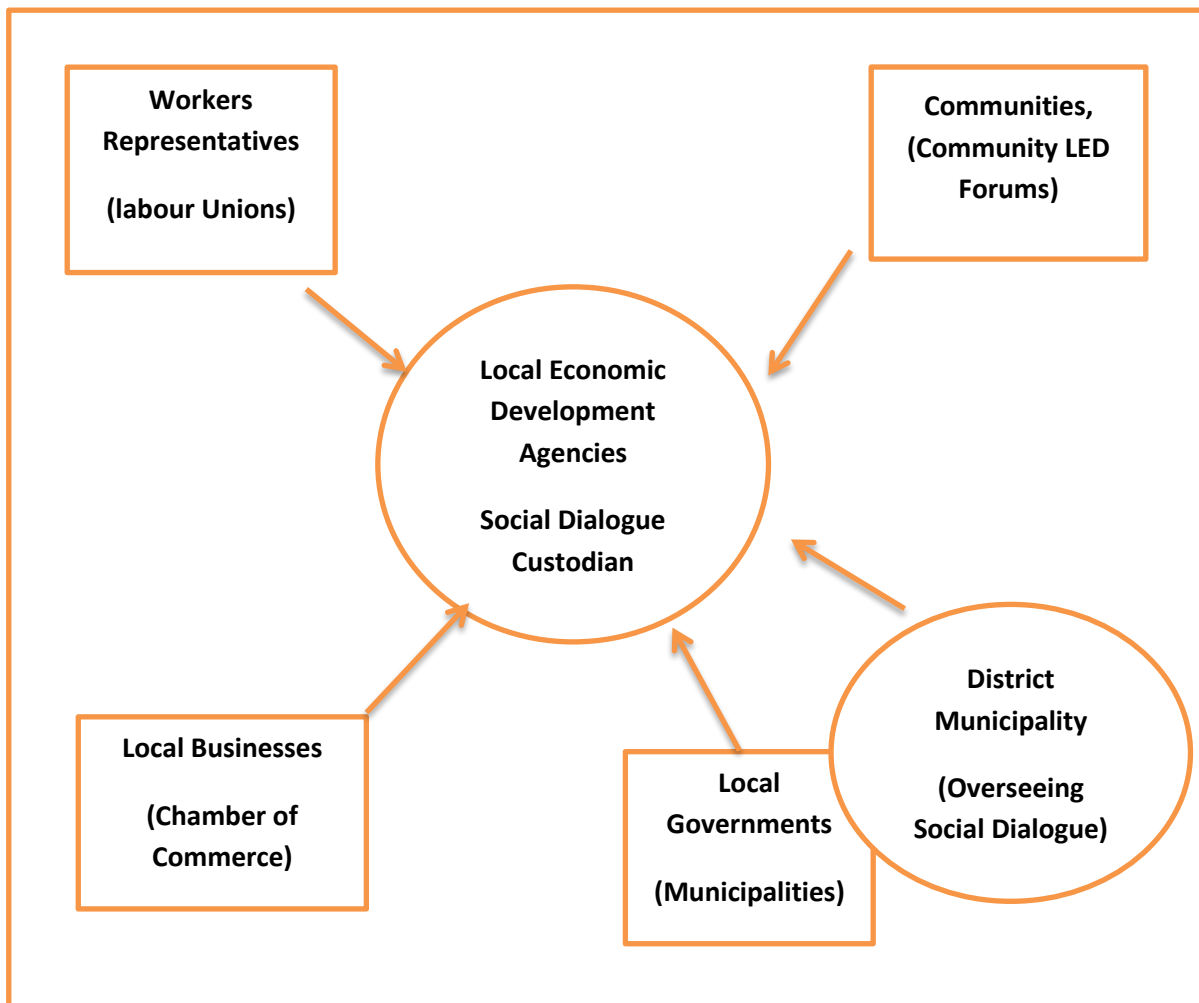 Workers
Representatives
(labour Unions)
Communities,
(Community LED
Forums)
Local Economic
Development
Agencies
Social Dialogue
Custodian
Local Businesses
(Chamber of
Commerce)
Local
Governments
(Municipalities)
District
Municipality
(Overseeing
Social Dialogue)